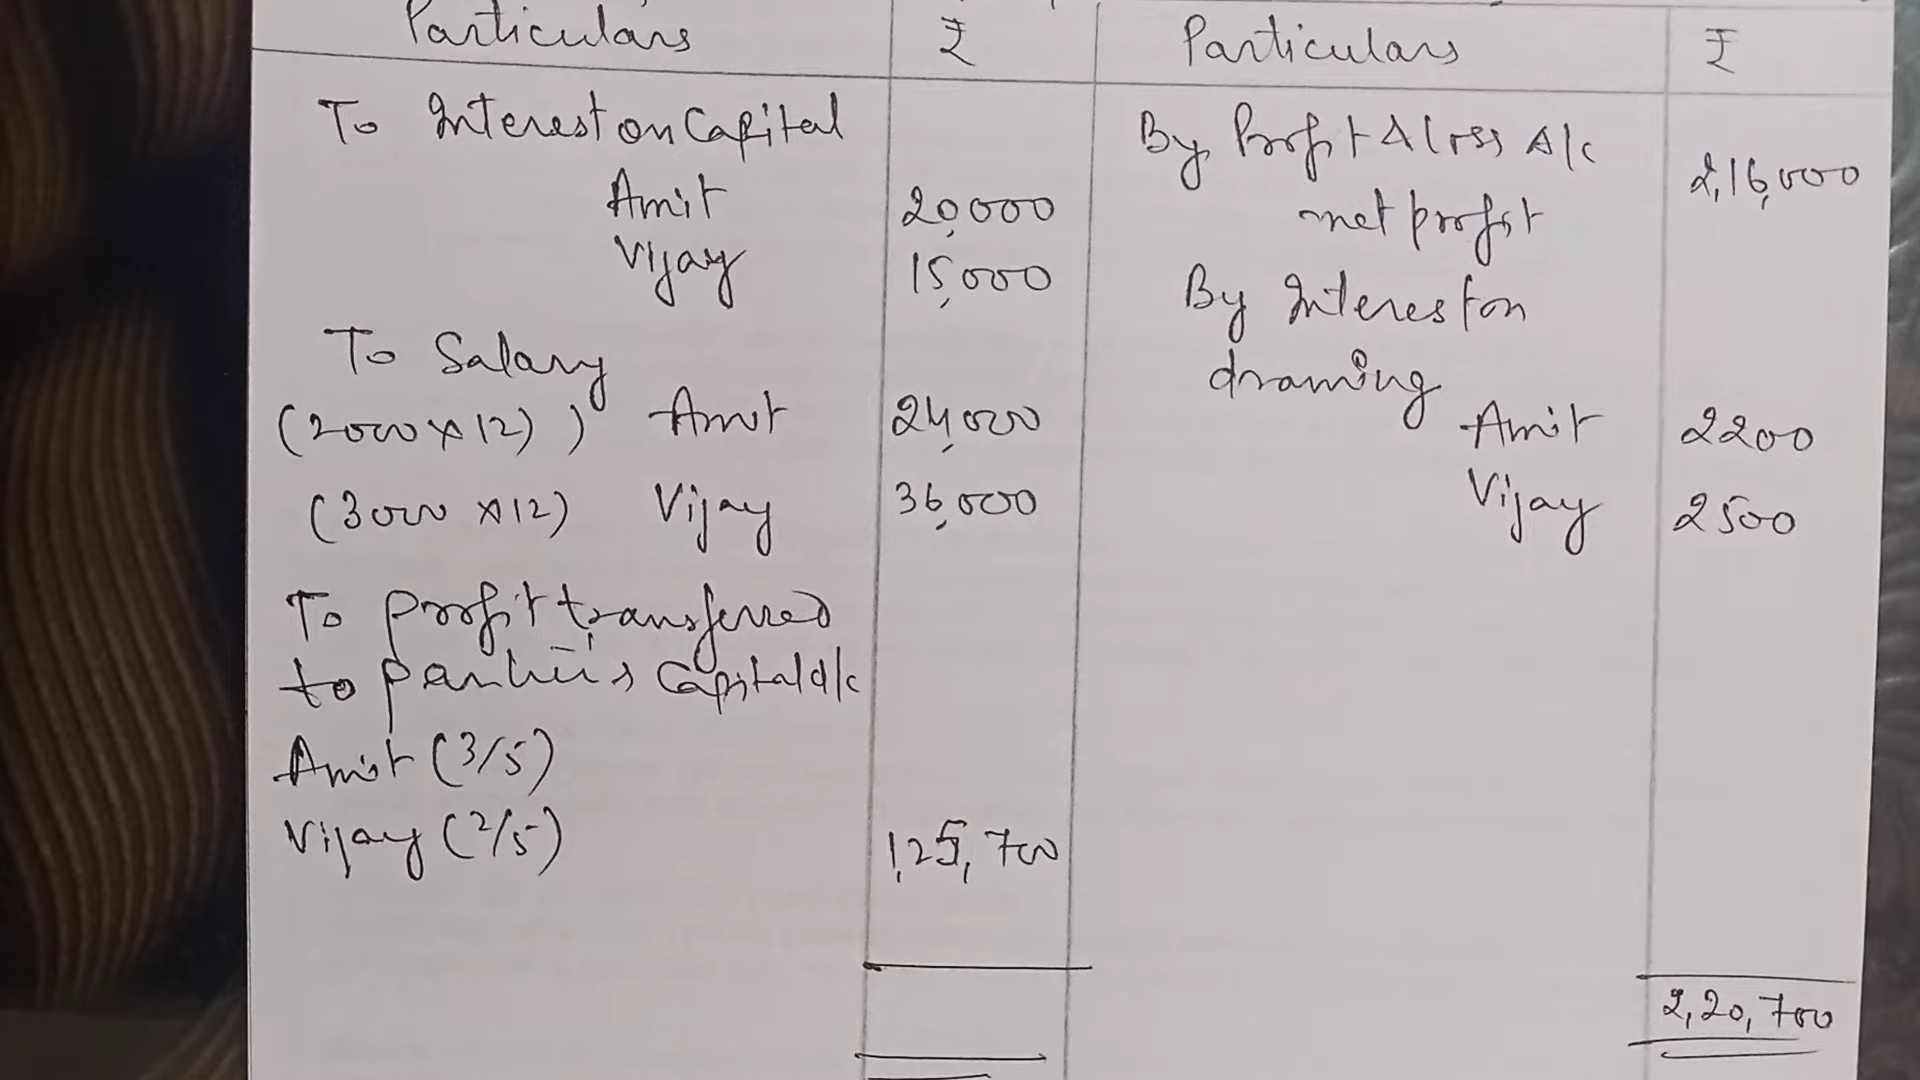 Particulars ₹ Particulars ₹
To Interest on Capital
Amit 20,000
Vijay 15,000
To Salary
(2000 x 12) ) Amit 24,000
(3000 x 12) Vijay 36,000
To profit transferred
to partner's Capital A/c
Amit (3/5)
Vijay (2/5) 1,25,700
By Profit & Loss A/c 2,16,000
net profit
By Interest on
drawing
Amit 2200
Vijay 2500
2,20,700